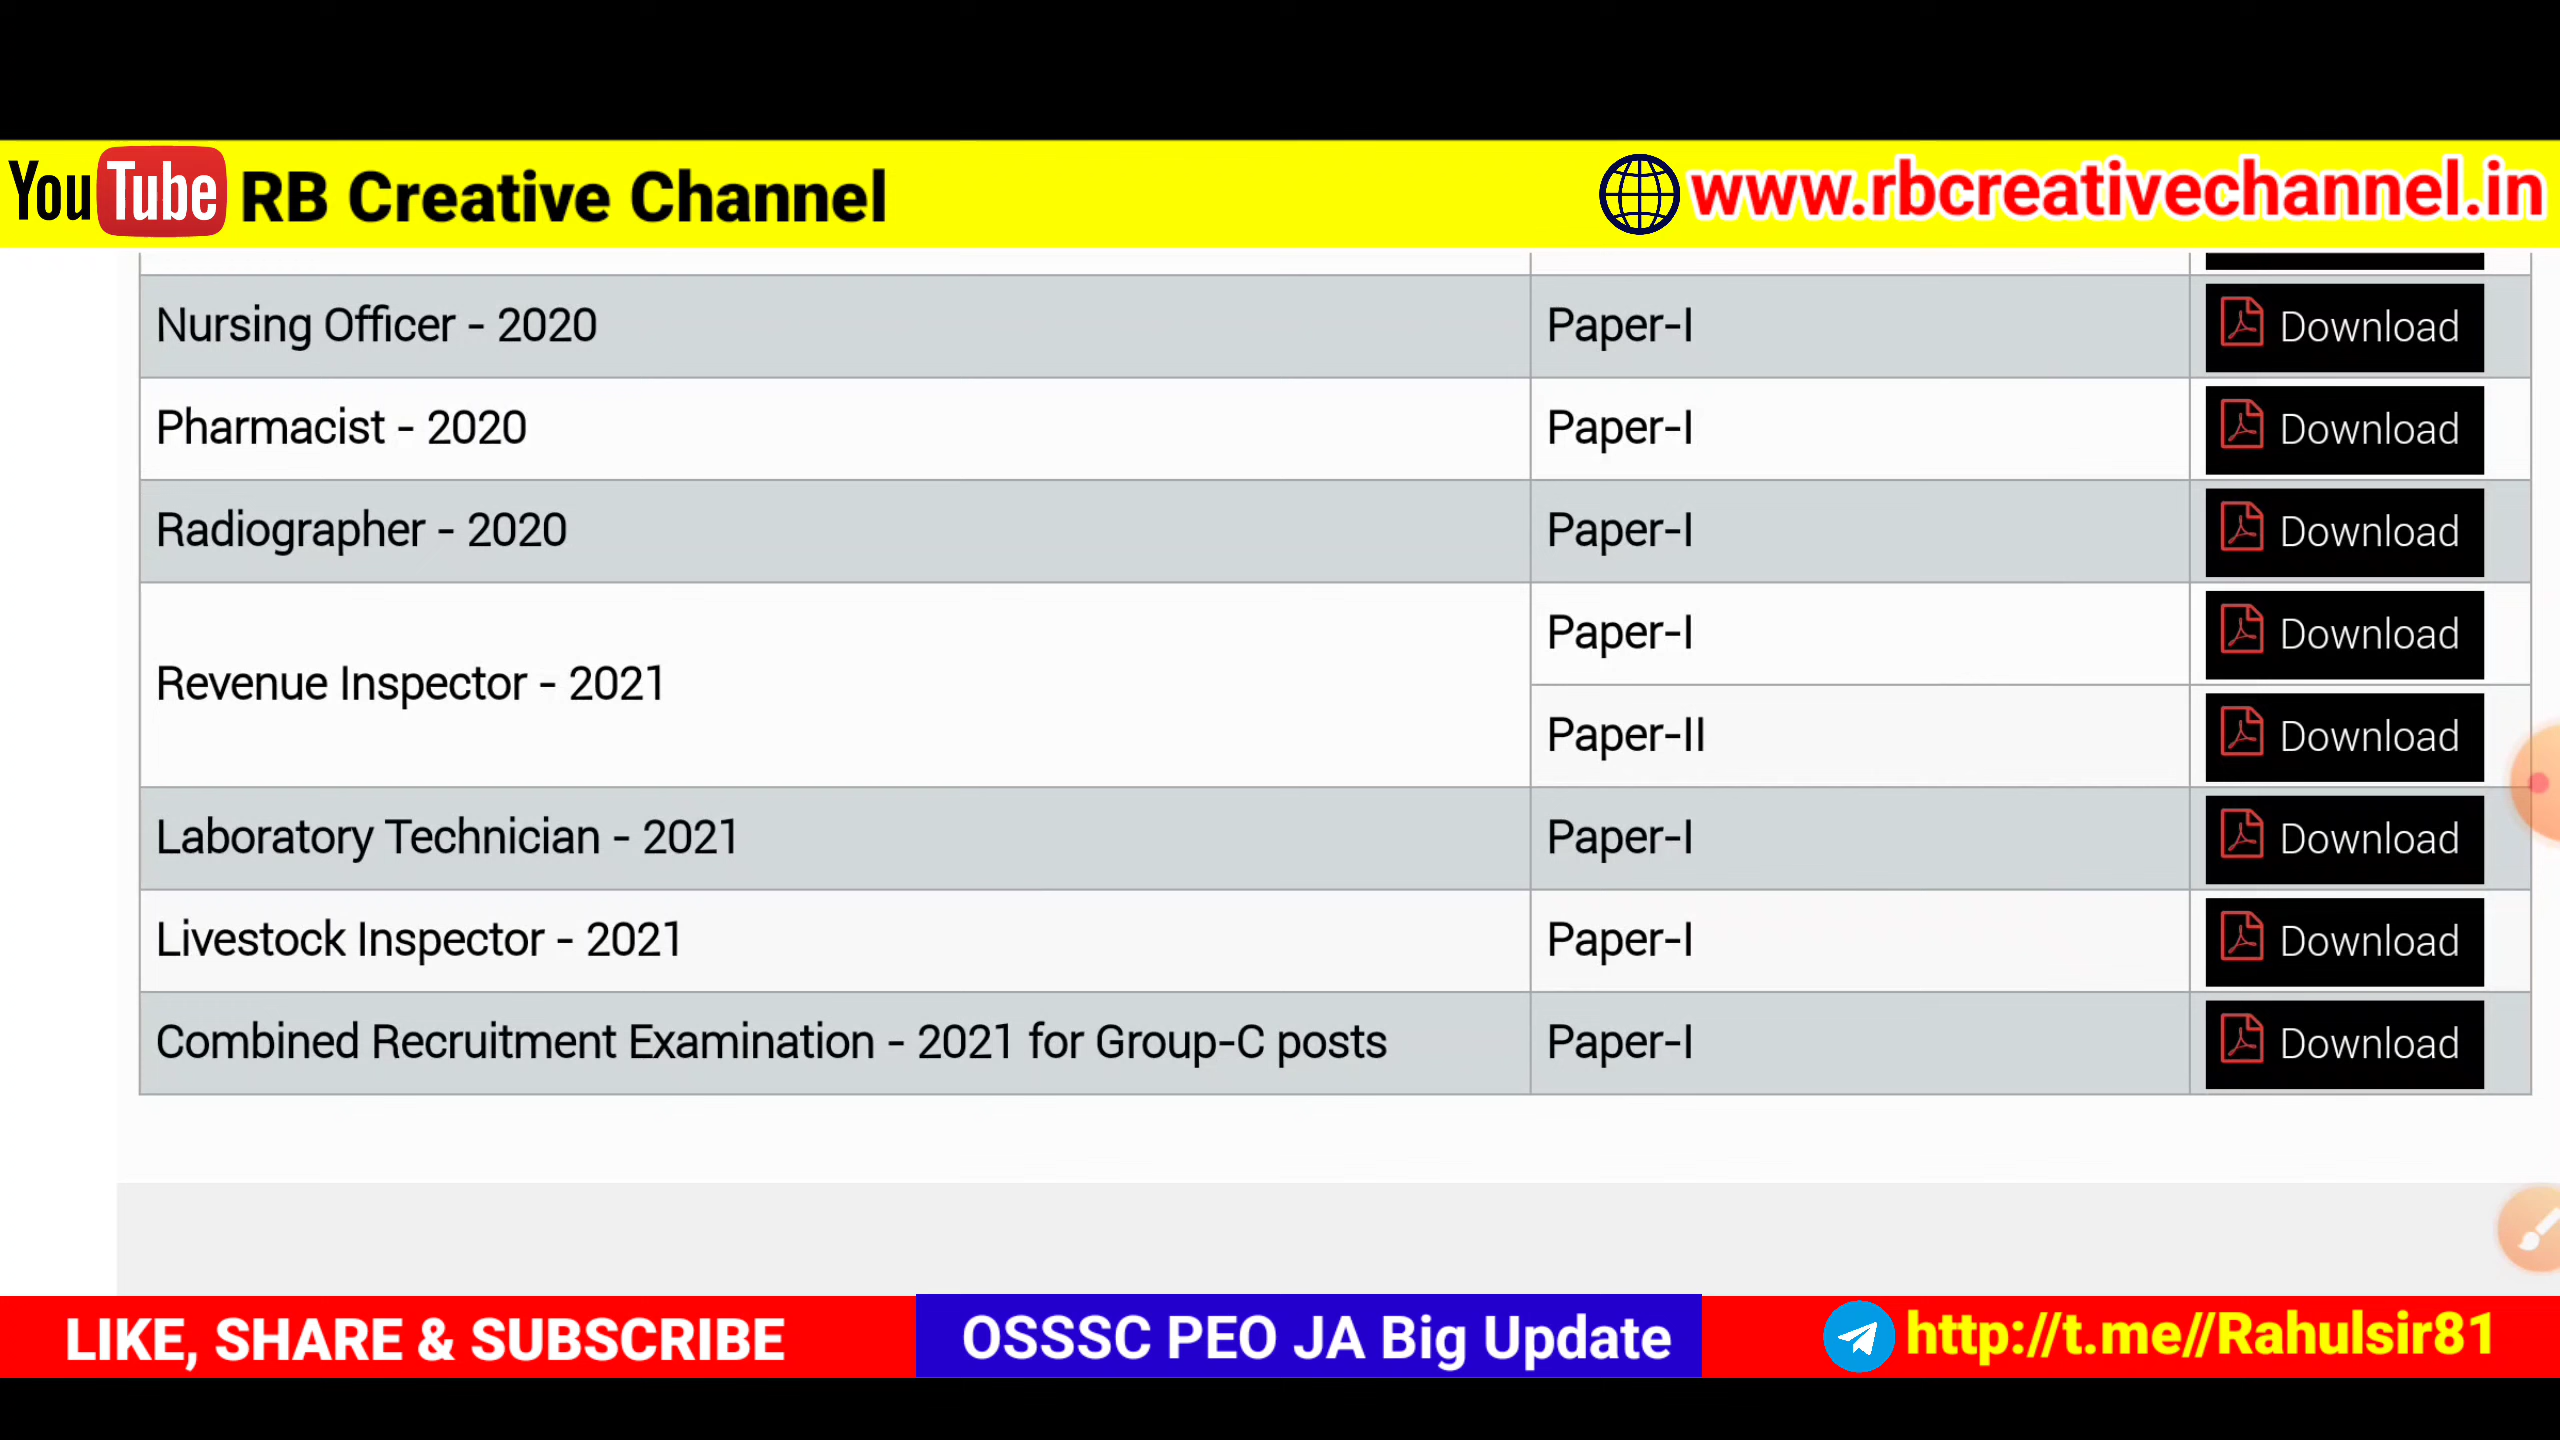 YouTube RB Creative Channel www.rbcreativechannel.in
Nursing Officer - 2020 Paper-I Download
Pharmacist - 2020 Paper-I Download
Radiographer - 2020 Paper-I Download
Revenue Inspector - 2021 Paper-I Download
Paper-II Download
Laboratory Technician - 2021 Paper-I Download
Livestock Inspector - 2021 Paper-I Download
Combined Recruitment Examination - 2021 for Group-C posts Paper-I Download
LIKE, SHARE & SUBSCRIBE OSSSC PEO JA Big Update http://t.me//Rahulsir81